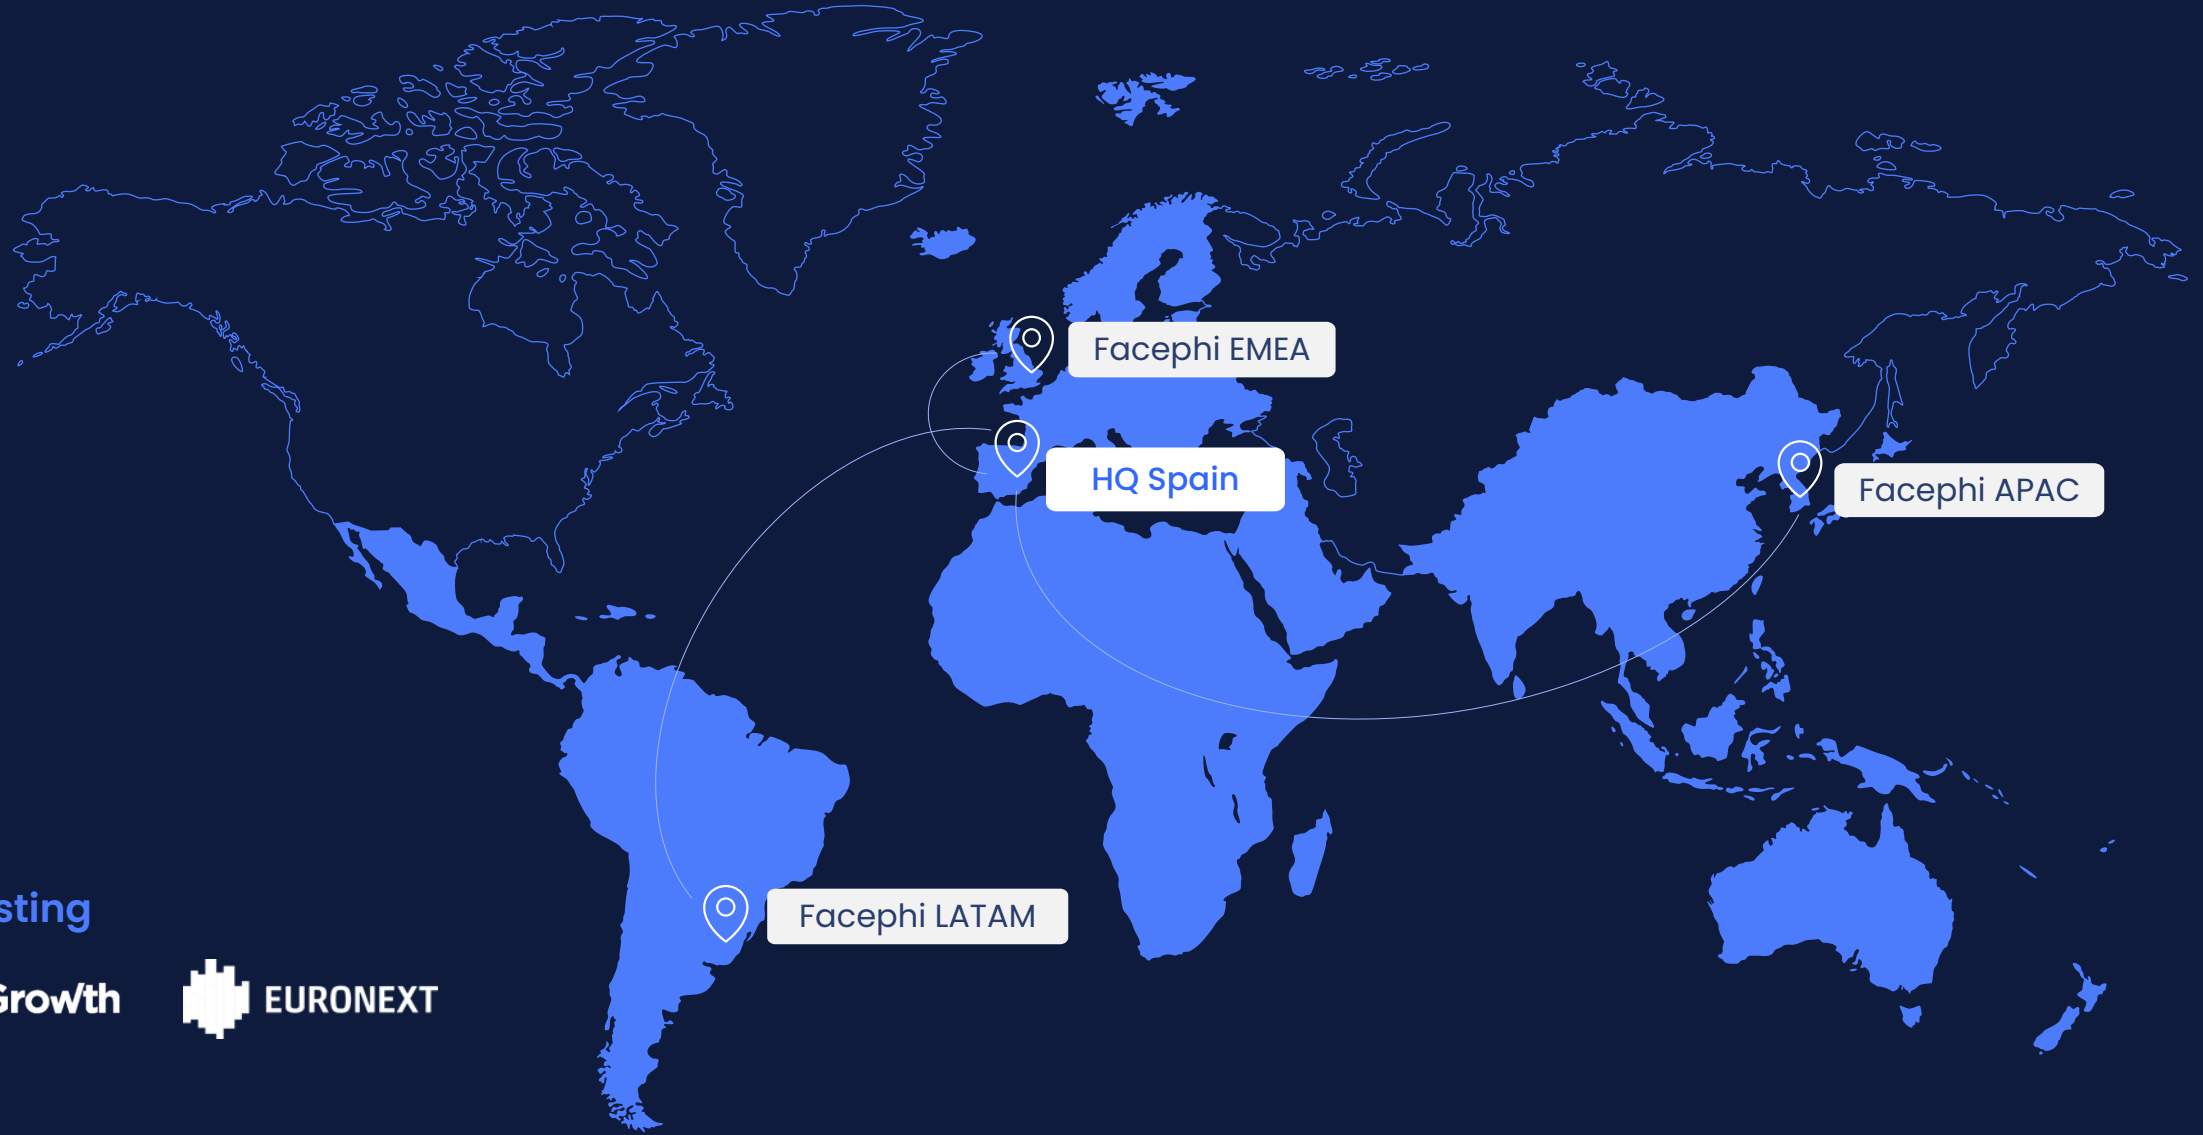 Facephi EMEA
HQ Spain
Facephi APAC
Facephi LATAM
sting
Growth
EURONEXT